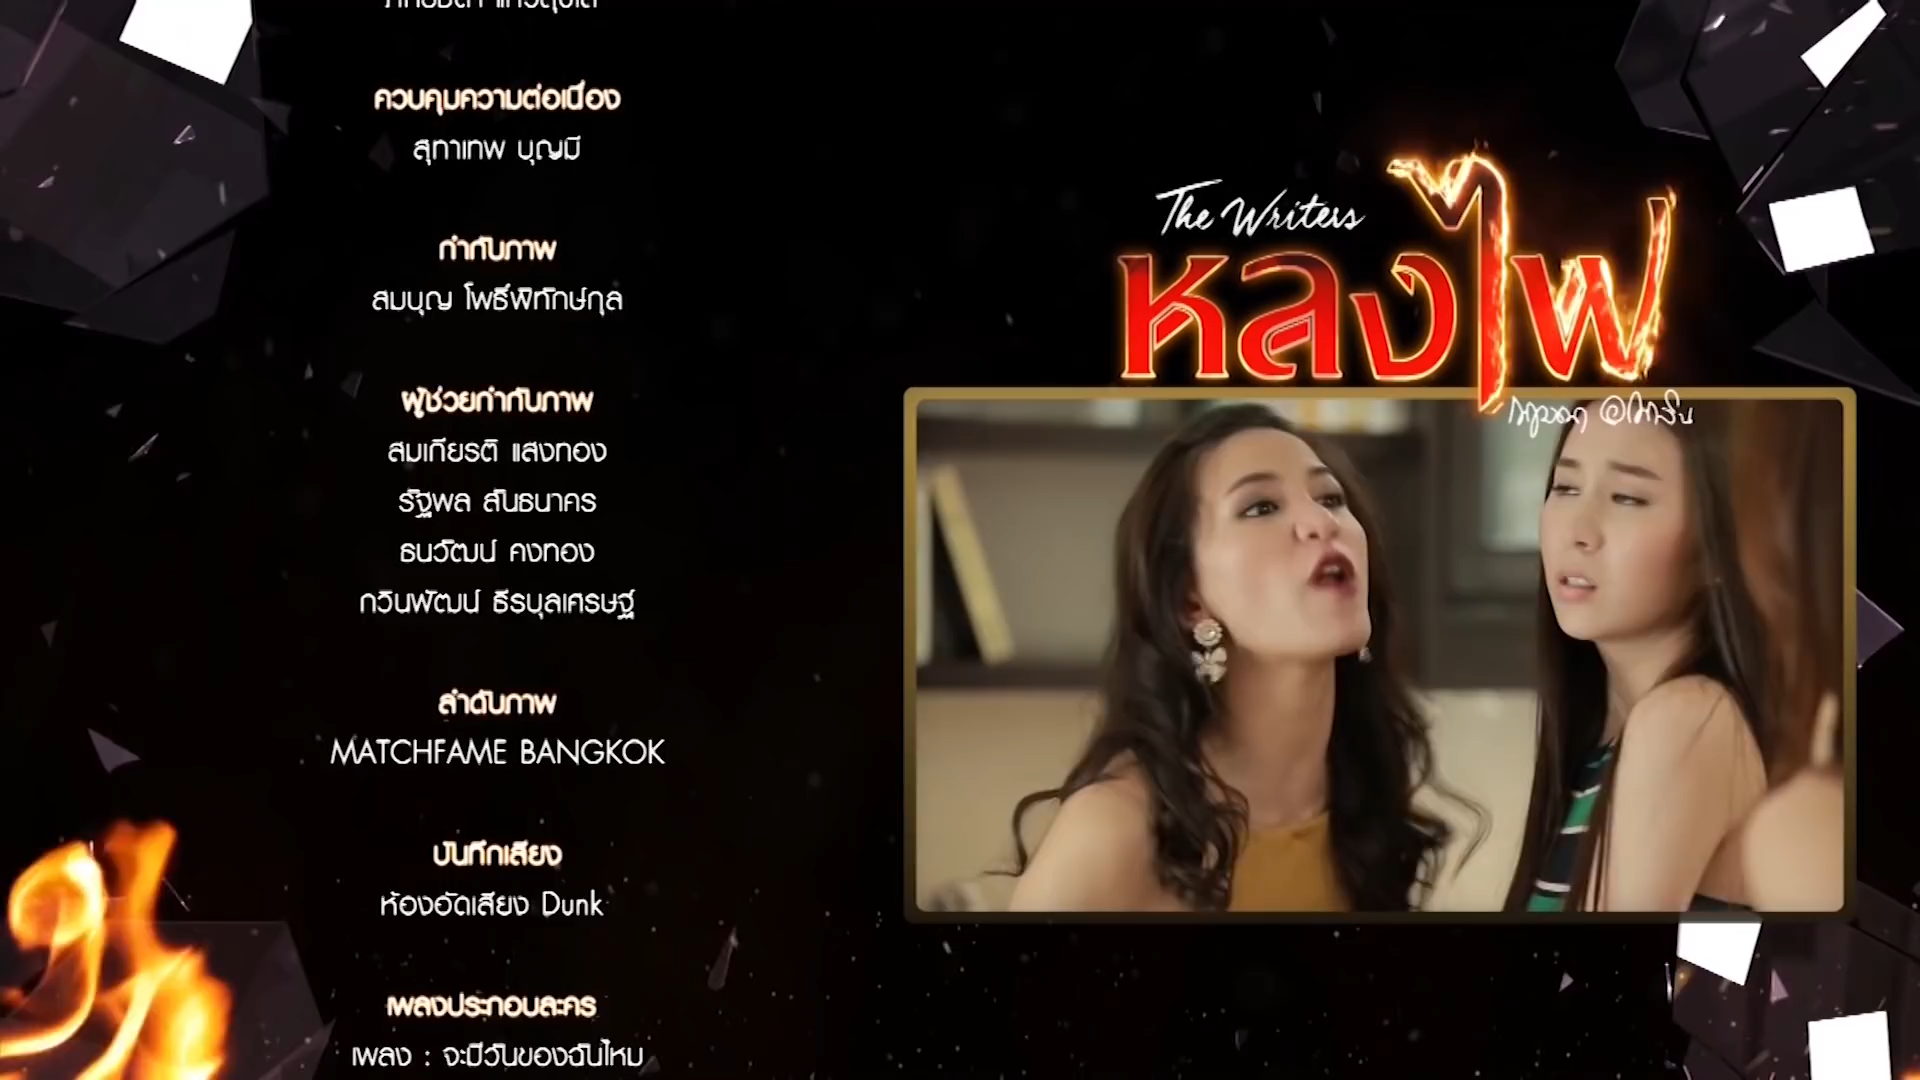 ควบคุมความต่อเนื่อง
สุทาเทพ บุญมี
กำกับภาพ
สมบุญ โพธิ์พิทักษ์กุล
ผู้ช่วยกำกับภาพ
สมเกียรติ แสงทอง
รัฐพล สันธนาคร
ธนวัฒน์ คงทอง
กวินพัฒน์ ธีรบุลเศรษฐ์
ลำดับภาพ
MATCHFAME BANGKOK
บันทึกเสียง
ห้องอัดเสียง Dunk
เพลงประกอบละคร
เพลง : จะมีวันของฉันไหม
The Writers
หลงไฟ